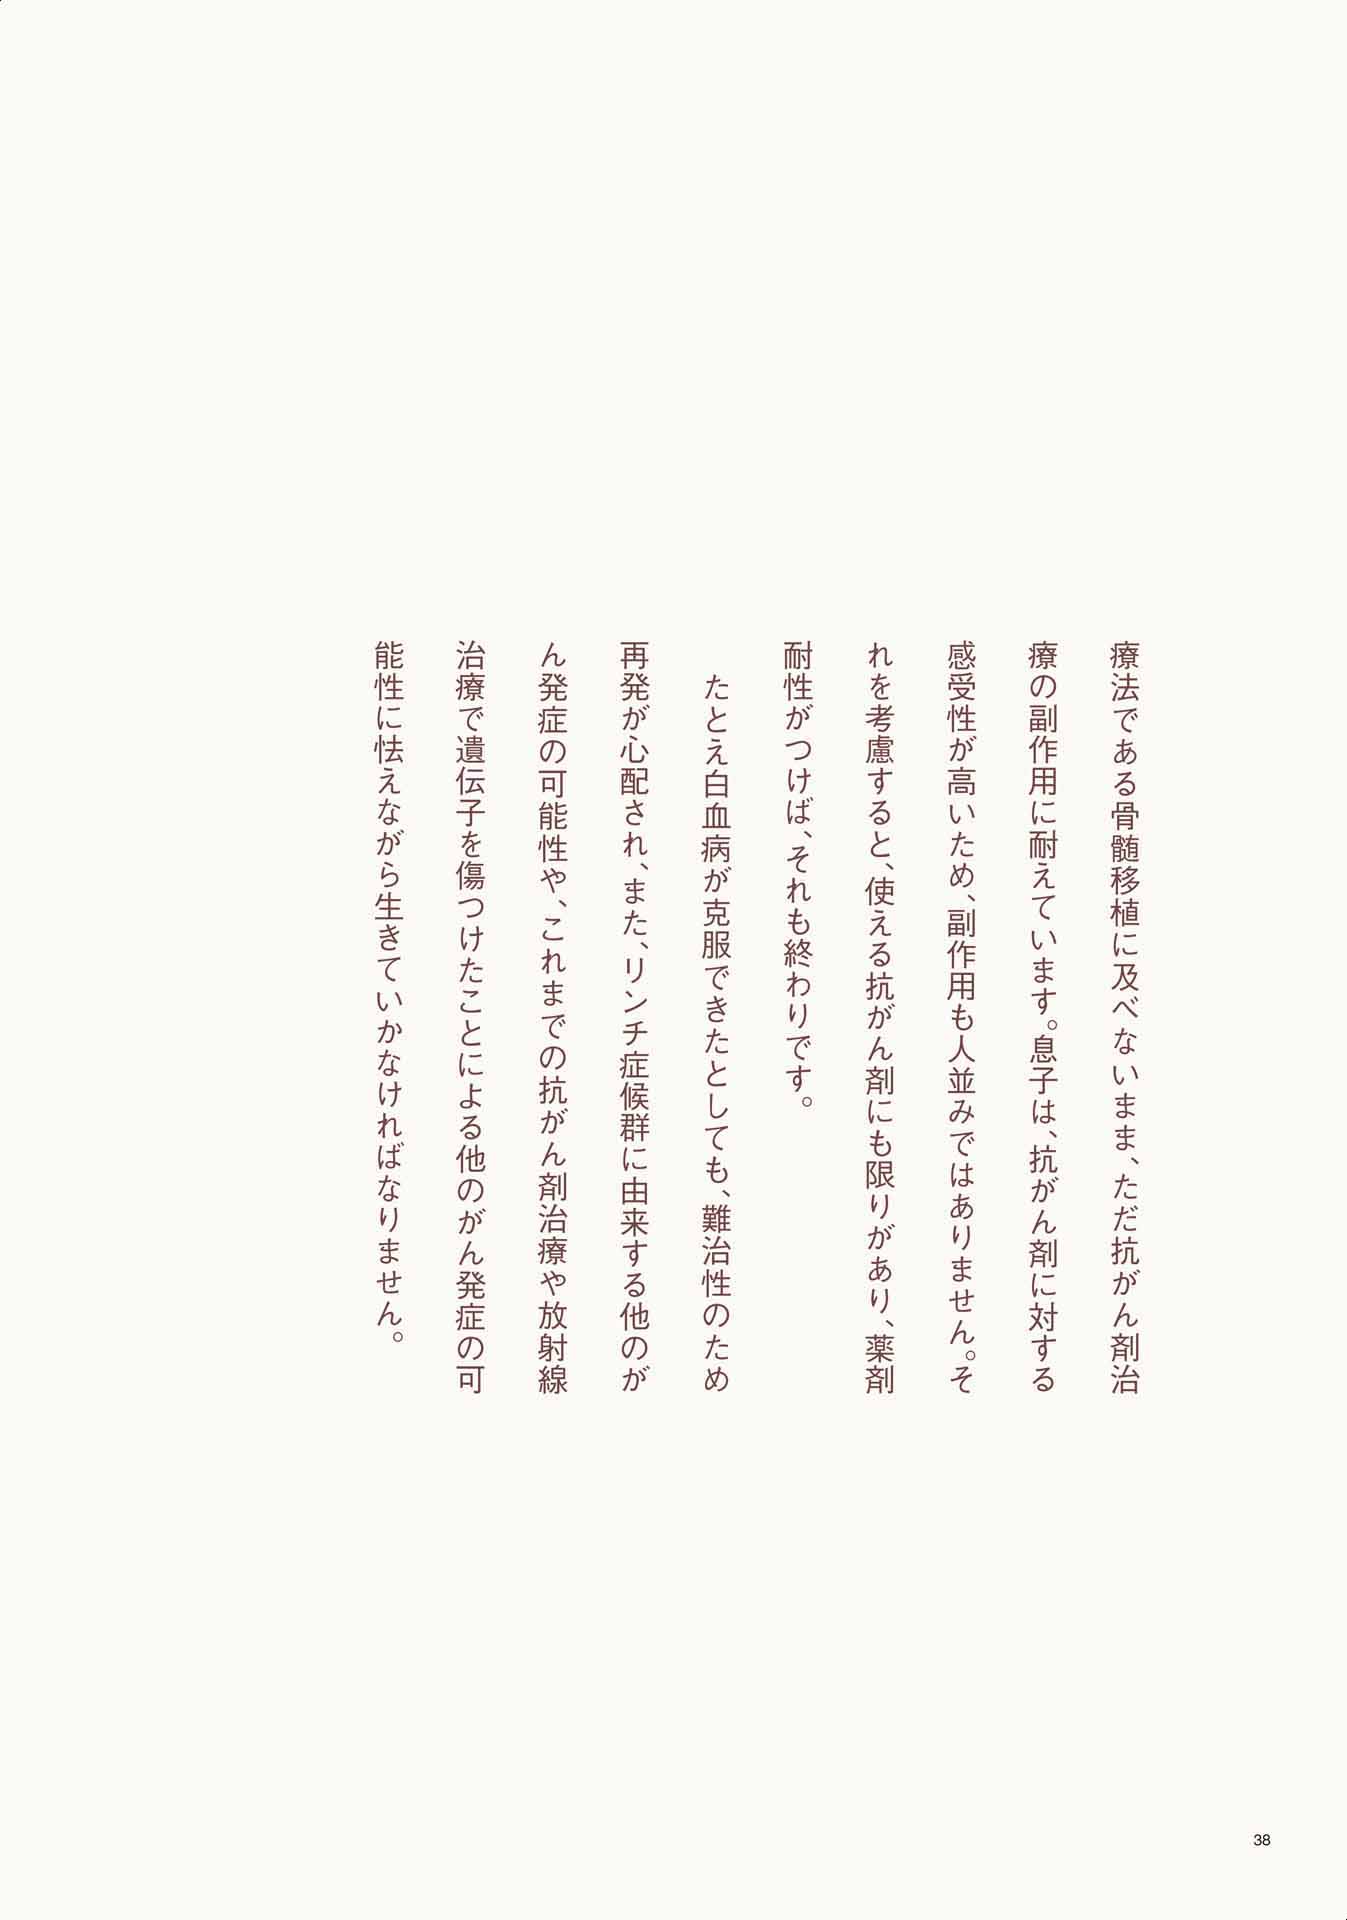 療法である骨髄移植に及べないまま、ただ抗がん剤治
療の副作用に耐えています。息子は、抗がん剤に対する
感受性が高いため、副作用も人並みではありません。そ
れを考慮すると、使える抗がん剤にも限りがあり、薬剤
耐性がつけば、それも終わりです。
たとえ白血病が克服できたとしても、難治性のため
再発が心配され、また、リンチ症候群に由来する他のが
ん発症の可能性や、これまでの抗がん剤治療や放射線
治療で遺伝子を傷つけたことによる他のがん発症の可
能性に怯えながら生きていかなければなりません。
38